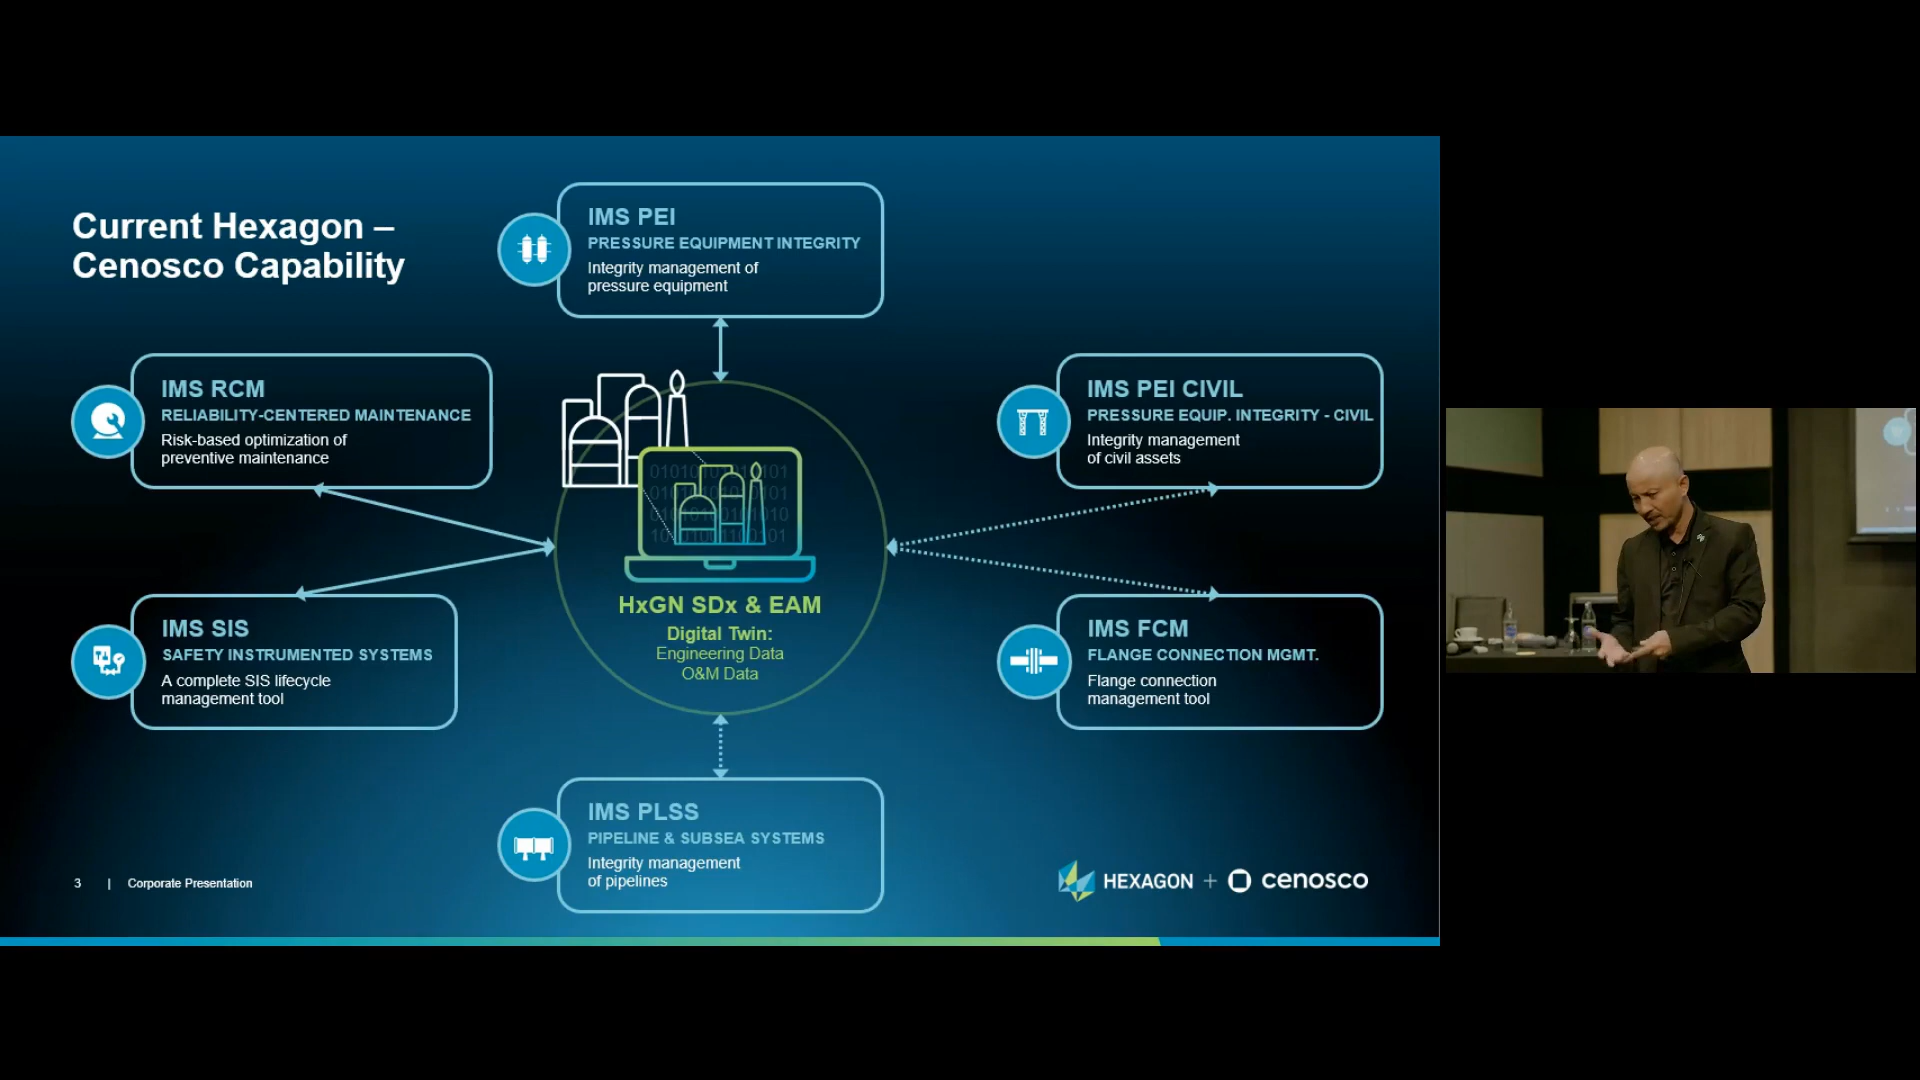 Current Hexagon –
Cenosco Capability
IMS PEI
PRESSURE EQUIPMENT INTEGRITY
Integrity management of
pressure equipment
IMS RCM
RELIABILITY-CENTERED MAINTENANCE
Risk-based optimization of
preventive maintenance
IMS PEI CIVIL
PRESSURE EQUIP. INTEGRITY - CIVIL
Integrity management
of civil assets
HxGN SDx & EAM
Digital Twin:
Engineering Data
O&M Data
IMS SIS
SAFETY INSTRUMENTED SYSTEMS
A complete SIS lifecycle
management tool
IMS FCM
FLANGE CONNECTION MGMT.
Flange connection
management tool
IMS PLSS
PIPELINE & SUBSEA SYSTEMS
Integrity management
of pipelines
3 | Corporate Presentation
HEXAGON + cenosco